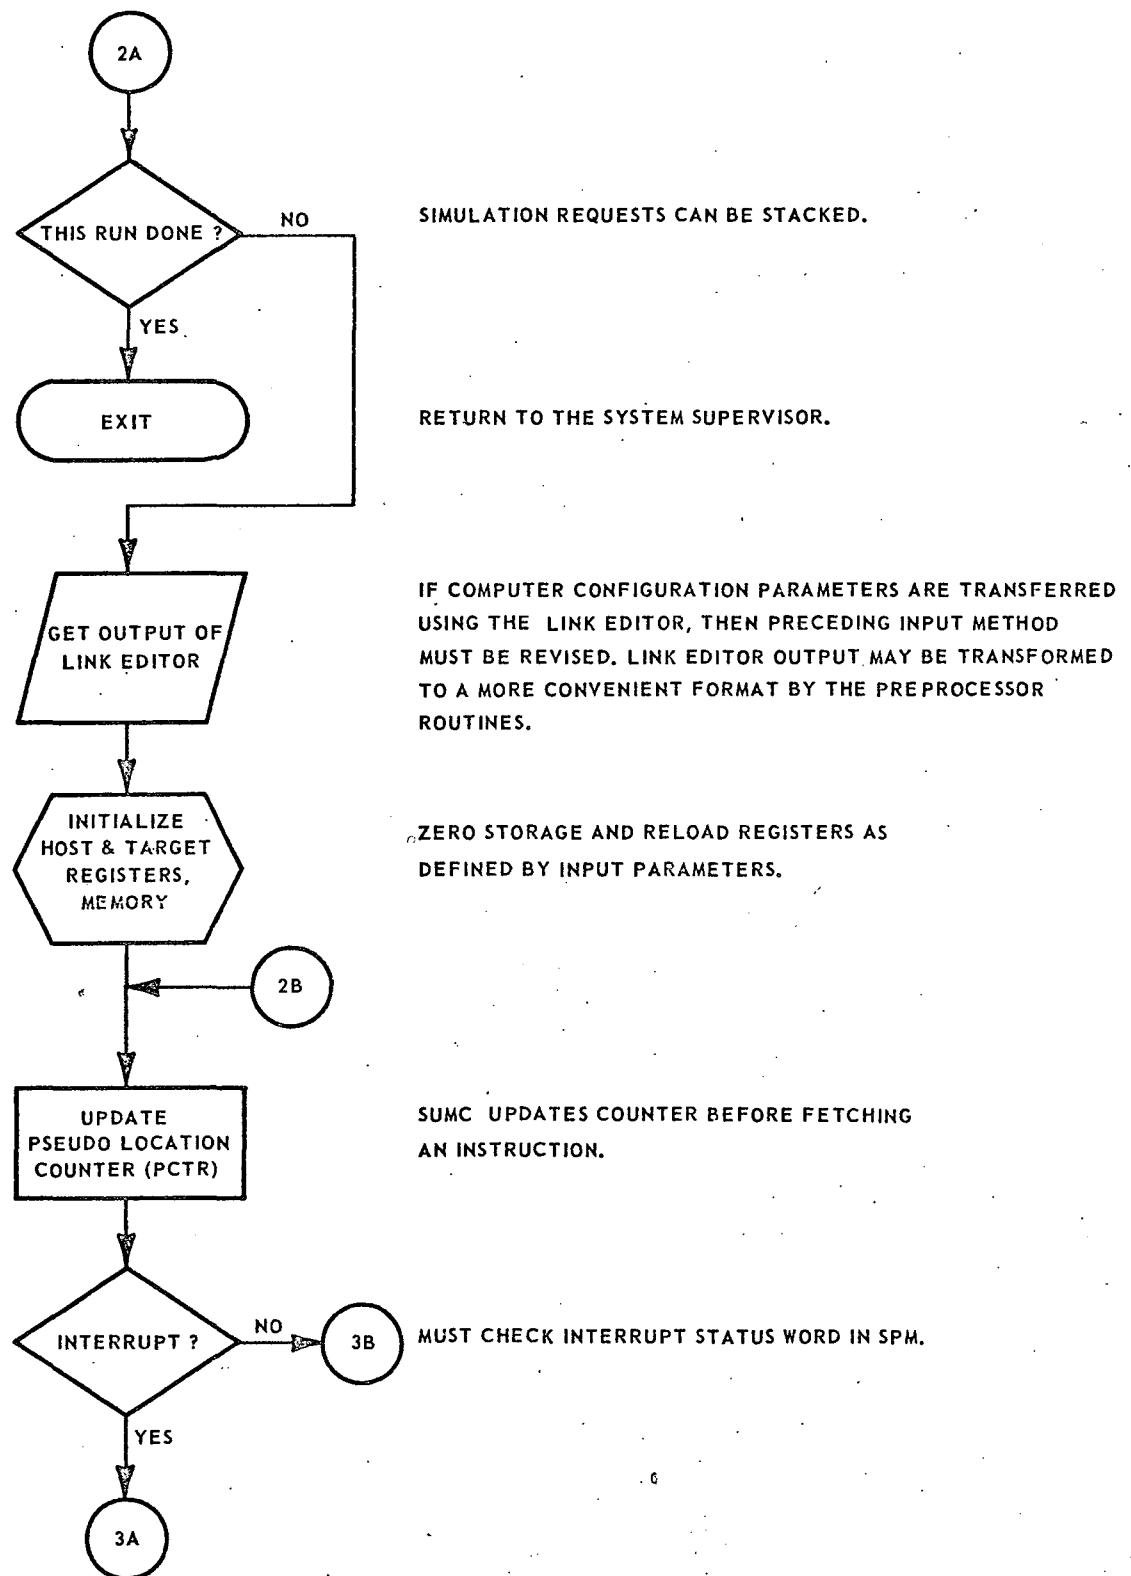 2A
THIS RUN DONE ?
NO
SIMULATION REQUESTS CAN BE STACKED.
YES
EXIT
RETURN TO THE SYSTEM SUPERVISOR.
GET OUTPUT OF
LINK EDITOR
IF COMPUTER CONFIGURATION PARAMETERS ARE TRANSFERRED
USING THE LINK EDITOR, THEN PRECEDING INPUT METHOD
MUST BE REVISED. LINK EDITOR OUTPUT MAY BE TRANSFORMED
TO A MORE CONVENIENT FORMAT BY THE PREPROCESSOR
ROUTINES.
INITIALIZE
HOST & TARGET
REGISTERS,
MEMORY
ZERO STORAGE AND RELOAD REGISTERS AS
DEFINED BY INPUT PARAMETERS.
2B
UPDATE
PSEUDO LOCATION
COUNTER (PCTR)
SUMC UPDATES COUNTER BEFORE FETCHING
AN INSTRUCTION.
INTERRUPT ?
NO
3B
MUST CHECK INTERRUPT STATUS WORD IN SPM.
YES
3A